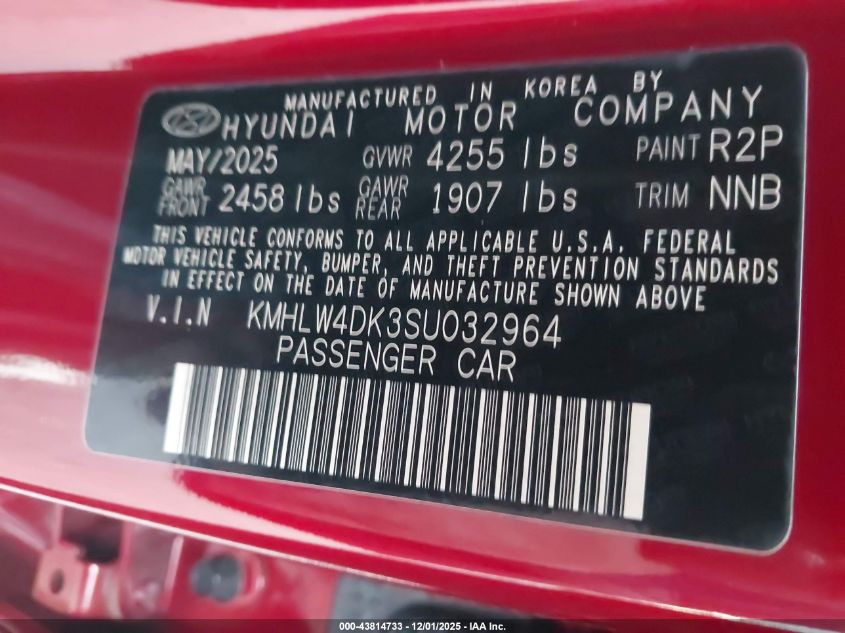 MANUFACTURED IN KOREA BY
HYUNDAI MOTOR COMPANY
MAY/2025 GVWR 4255 lbs PAINT R2P
GAWR FRONT 2458 lbs GAWR REAR 1907 lbs TRIM NNB
THIS VEHICLE CONFORMS TO ALL APPLICABLE U.S.A. FEDERAL
MOTOR VEHICLE SAFETY, BUMPER, AND THEFT PREVENTION STANDARDS
IN EFFECT ON THE DATE OF MANUFACTURE SHOWN ABOVE
V.I.N KMHLW4DK3SU032964
PASSENGER CAR
000-43814733 - 12/01/2025 - IAA Inc.